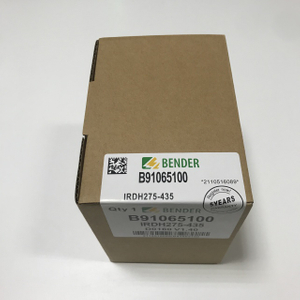 BENDER
B91065100
*2110516089*
IRDH275-435
5 YEARS
Qty 1
BENDER
B91065100
IRDH275-435